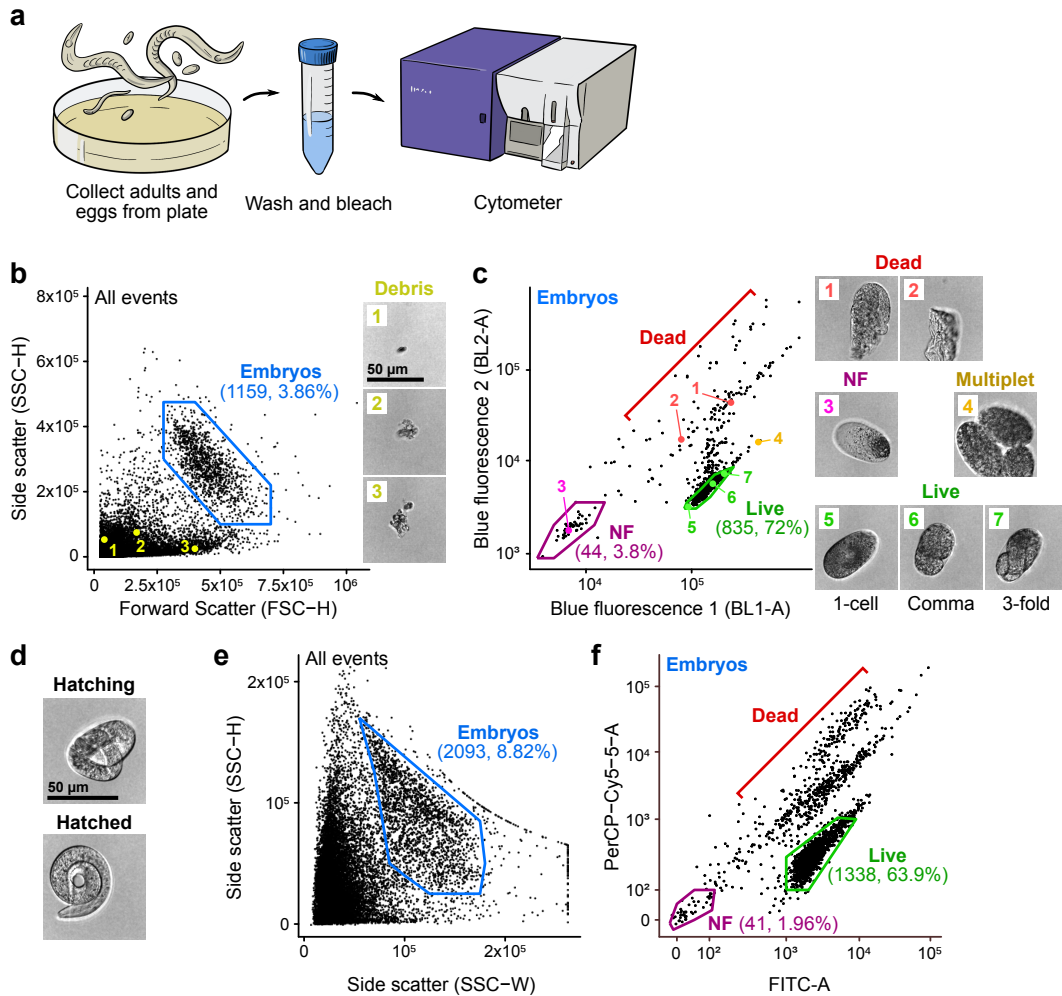 a
Collect adults and
eggs from plate
Wash and bleach
Cytometer
b
Side scatter (SSC−H)
8x10⁵
6x10⁵
4x10⁵
2x10⁵
0
All events
Embryos
(1159, 3.86%)
1
2
3
0
2.5x10⁵
5x10⁵
7.5x10⁵
10⁶
Forward Scatter (FSC−H)
Debris
1
50 µm
2
3
c
Blue fluorescence 2 (BL2-A)
10⁵
10⁴
10³
Embryos
Dead
1
2
4
3
7
6
5
NF
(44, 3.8%)
Live
(835, 72%)
10⁴
10⁵
Blue fluorescence 1 (BL1-A)
Dead
1
2
NF
3
Multiplet
4
Live
5
6
7
1-cell
Comma
3-fold
d
Hatching
50 µm
Hatched
e
Side scatter (SSC−H)
2x10⁵
10⁵
0
All events
Embryos
(2093, 8.82%)
0
10⁵
2x10⁵
Side scatter (SSC−W)
f
PerCP−Cy5−5−A
10⁵
10⁴
10³
10²
0
Embryos
Dead
Live
(1338, 63.9%)
NF (41, 1.96%)
0
10²
10³
10⁴
10⁵
FITC-A